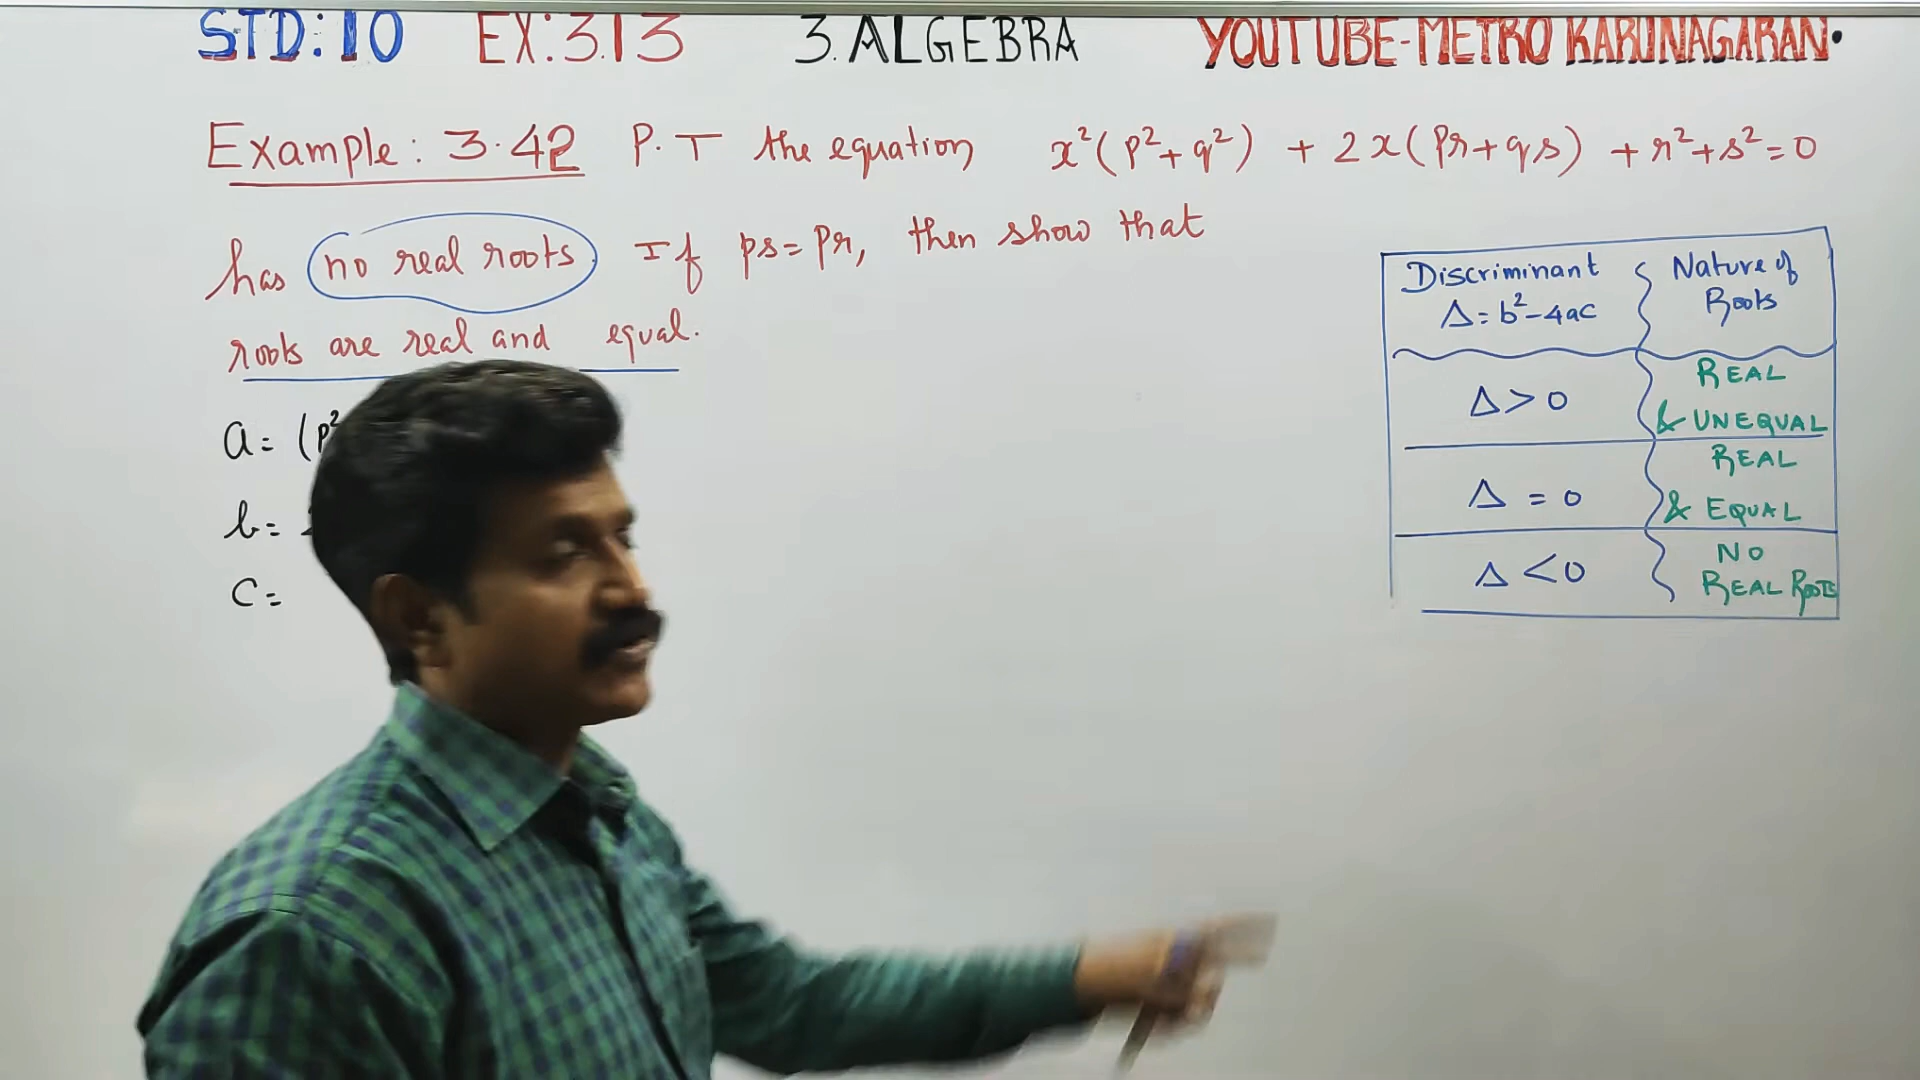 STD: 10 EX: 3.13 3. ALGEBRA YOUTUBE-METRO KARUNAGARAN.
Example: 3.42 P.T the equation x²(p²+q²) + 2x(pr+qs) + r²+s²=0
has no real roots. If ps=pr, then show that
roots are real and equal.
a= (p²
b=
c=
Discriminant Δ= b²-4ac
Nature of Roots
Δ>0 REAL & UNEQUAL
Δ = 0 REAL & EQUAL
Δ <0 NO REAL ROOTS